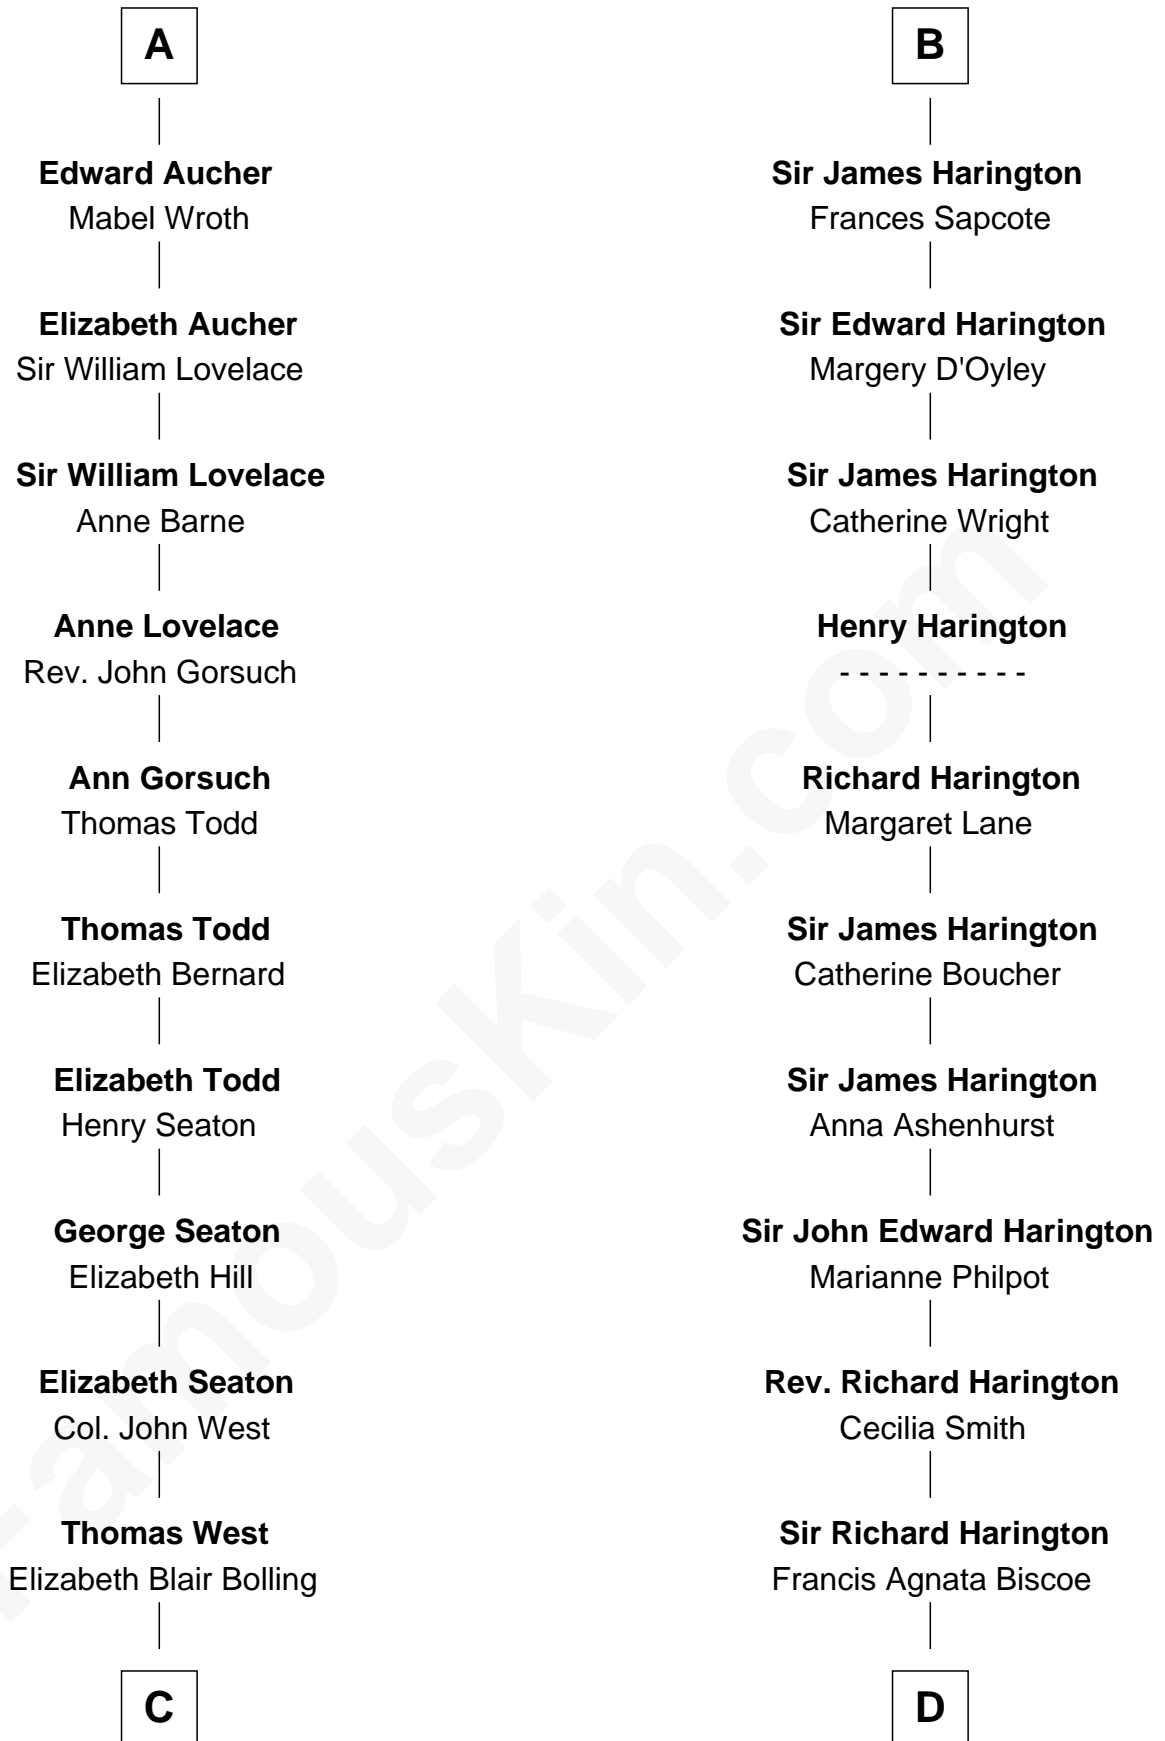 A
Edward Aucher
Mabel Wroth
Elizabeth Aucher
Sir William Lovelace
Sir William Lovelace
Anne Barne
Anne Lovelace
Rev. John Gorsuch
Ann Gorsuch
Thomas Todd
Thomas Todd
Elizabeth Bernard
Elizabeth Todd
Henry Seaton
George Seaton
Elizabeth Hill
Elizabeth Seaton
Col. John West
Thomas West
Elizabeth Blair Bolling
C
B
Sir James Harington
Frances Sapcote
Sir Edward Harington
Margery D'Oyley
Sir James Harington
Catherine Wright
Henry Harington
- - - - - - - - - -
Richard Harington
Margaret Lane
Sir James Harington
Catherine Boucher
Sir James Harington
Anna Ashenhurst
Sir John Edward Harington
Marianne Philpot
Rev. Richard Harington
Cecilia Smith
Sir Richard Harington
Francis Agnata Biscoe
D
FamousKin.com